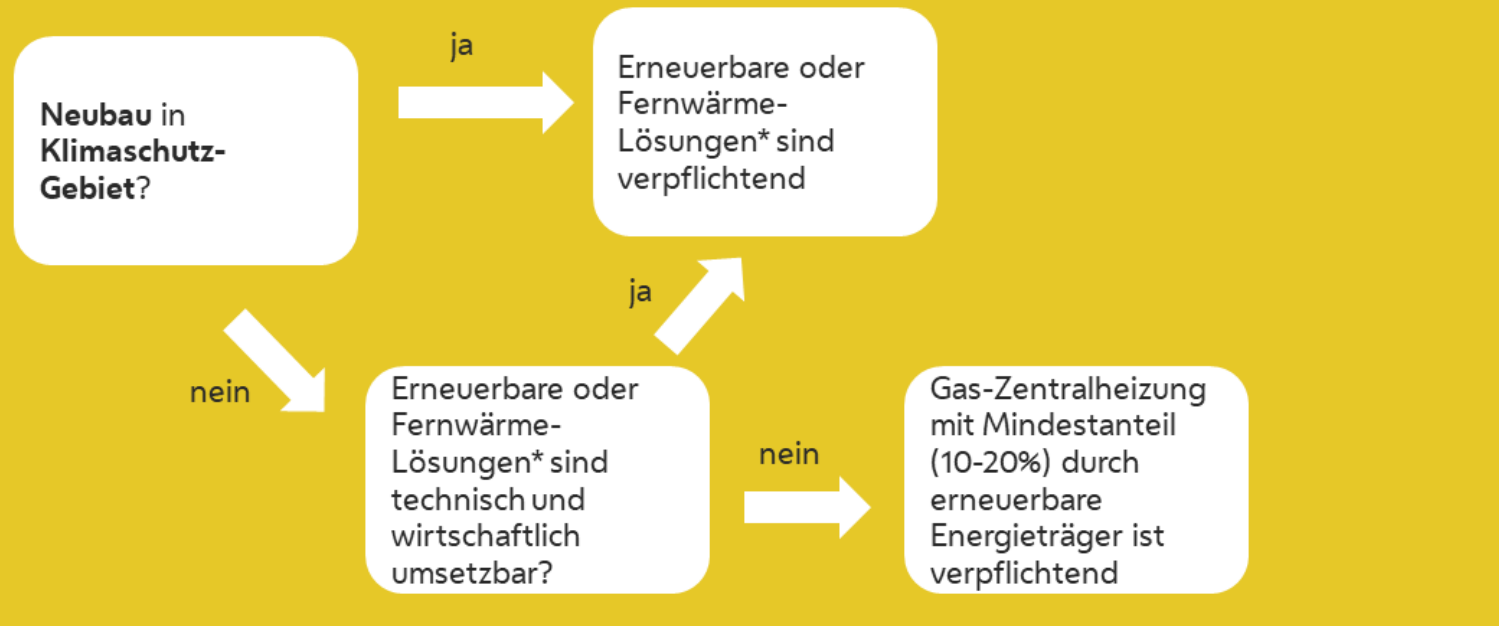 Neubau in
Klimaschutz-
Gebiet?
ja
Erneuerbare oder
Fernwärme-
Lösungen* sind
verpflichtend
ja
nein
Erneuerbare oder
Fernwärme-
Lösungen* sind
technisch und
wirtschaftlich
umsetzbar?
nein
Gas-Zentralheizung
mit Mindestanteil
(10-20%) durch
erneuerbare
Energieträger ist
verpflichtend